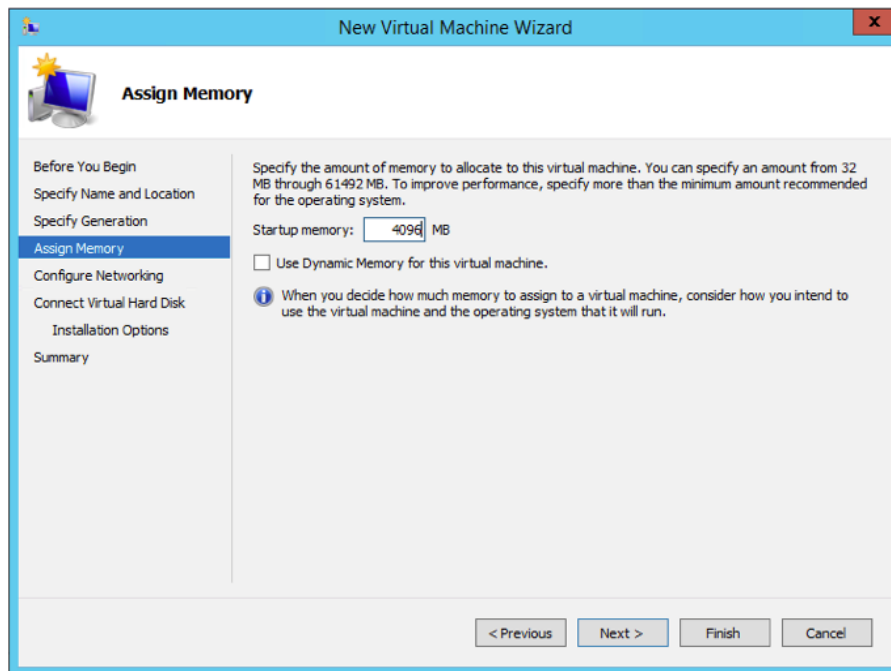 New Virtual Machine Wizard
x
Assign Memory
Before You Begin
Specify Name and Location
Specify Generation
Assign Memory
Configure Networking
Connect Virtual Hard Disk
Installation Options
Summary
Specify the amount of memory to allocate to this virtual machine. You can specify an amount from 32
MB through 61492 MB. To improve performance, specify more than the minimum amount recommended
for the operating system.
Startup memory: 4096 MB
Use Dynamic Memory for this virtual machine.
When you decide how much memory to assign to a virtual machine, consider how you intend to
use the virtual machine and the operating system that it will run.
< Previous Next > Finish Cancel